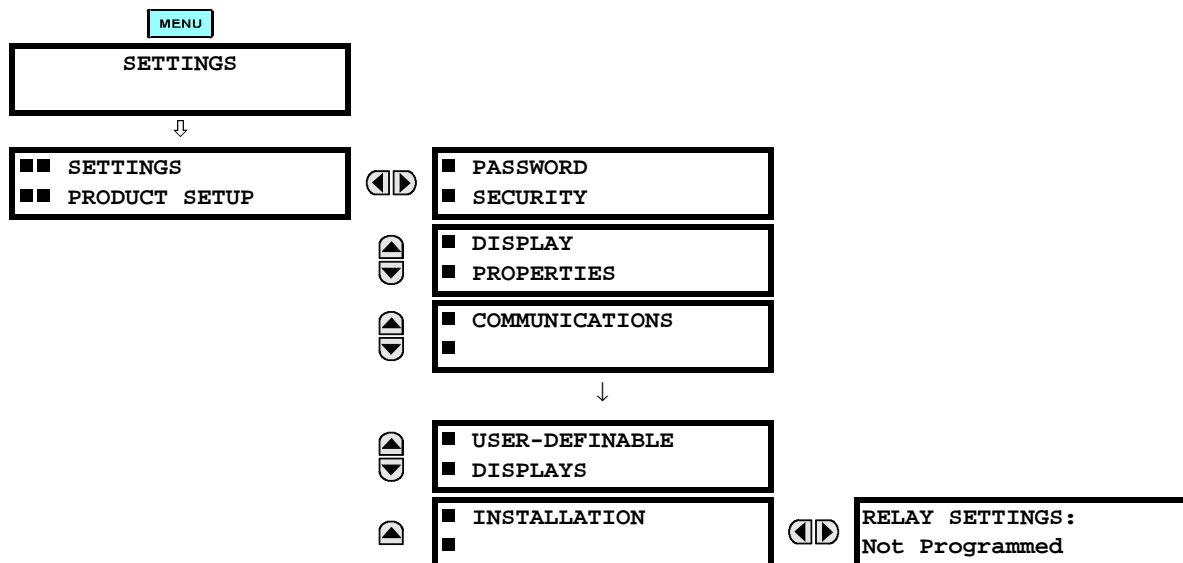 MENU
SETTINGS
■■ SETTINGS
■■ PRODUCT SETUP
■ PASSWORD
■ SECURITY
■ DISPLAY
■ PROPERTIES
■ COMMUNICATIONS
■
↓
■ USER-DEFINABLE
■ DISPLAYS
■ INSTALLATION
■
RELAY SETTINGS:
Not Programmed